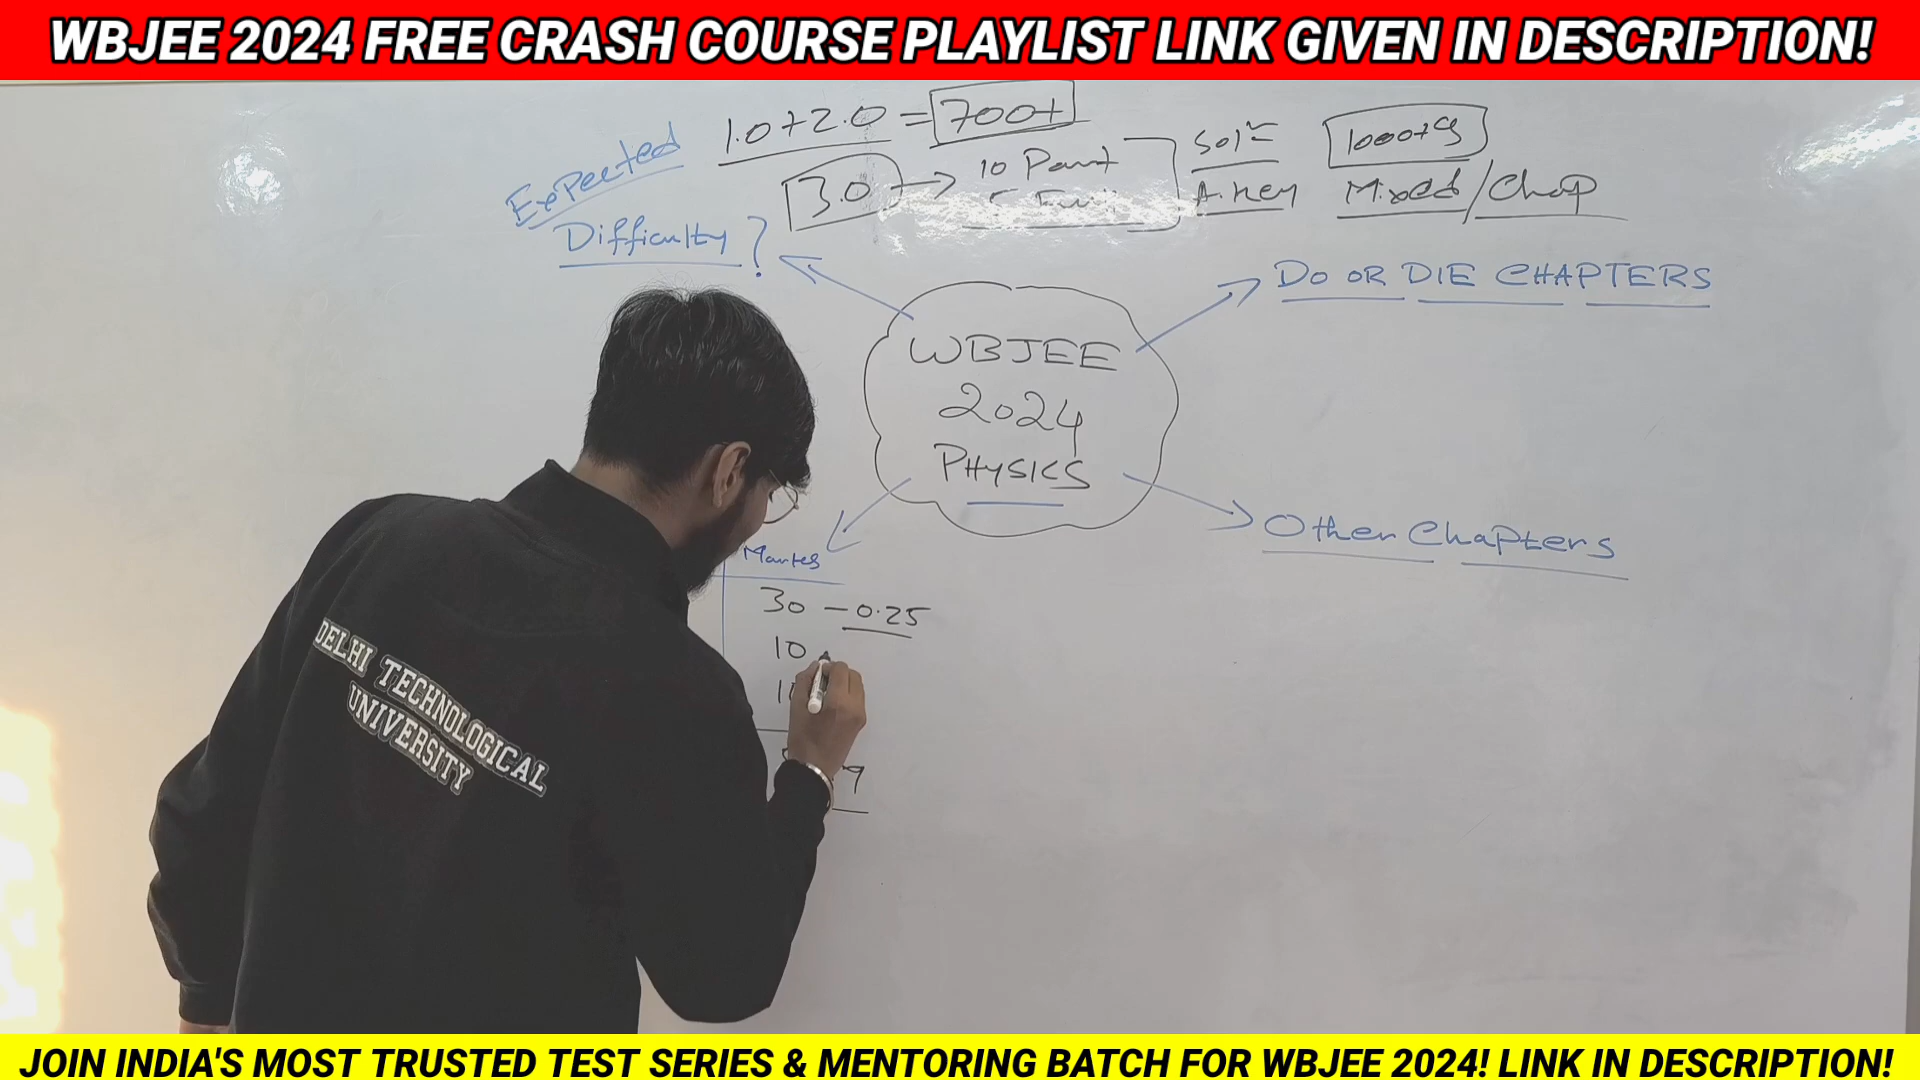 WBJEE 2024 FREE CRASH COURSE PLAYLIST LINK GIVEN IN DESCRIPTION!
1.0+2.0 = 700+
3.0 → 10 Part
Sol
A.Key
1000+
Mixed/Chap
Expected
Difficulty?
DO OR DIE CHAPTERS
WBJEE
2024
PHYSICS
Other Chapters
Marks
30 -0.25
10
DELHI TECHNOLOGICAL
UNIVERSITY
JOIN INDIA'S MOST TRUSTED TEST SERIES & MENTORING BATCH FOR WBJEE 2024! LINK IN DESCRIPTION!